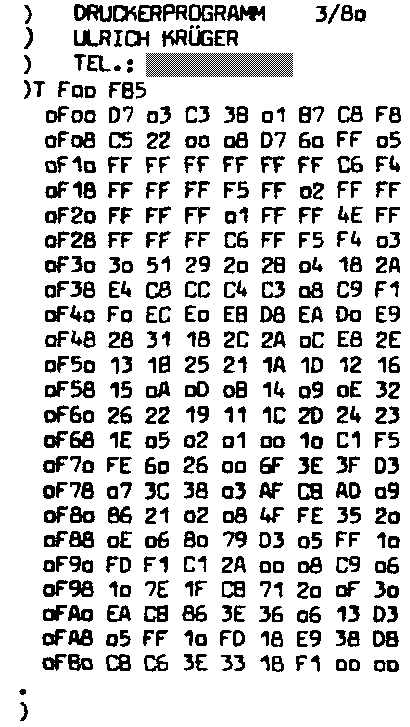 ) DRUCKERPROGRAMM 3/8o
) ULRICH KRÜGER
) TEL.:
)T Foo FB5
oFoo D7 o3 C3 38 o1 B7 C8 F8
oFo8 C5 22 oo o8 D7 6o FF o5
oF1o FF FF FF FF FF FF C6 F4
oF18 FF FF FF F5 FF o2 FF FF
oF2o FF FF FF o1 FF FF 4E FF
oF28 FF FF FF C6 FF F5 F4 o3
oF3o 3o 51 29 2o 28 o4 18 2A
oF38 E4 C8 CC C4 C3 o8 C9 F1
oF4o Fo EC Eo EB D8 EA Do E9
oF48 28 31 18 2C 2A oC E8 2E
oF5o 13 1B 25 21 1A 1D 12 16
oF58 15 oA oD oB 14 o9 oE 32
oF6o 26 22 19 11 1C 2D 24 23
oF68 1E o5 o2 o1 oo 1o C1 F5
oF7o FE 6o 26 oo 6F 3E 3F D3
oF78 o7 3C 38 o3 AF CB AD o9
oF8o 86 21 o2 o8 4F FE 35 2o
oF88 oE o6 8o 79 D3 o5 FF 1o
oF9o FD F1 C1 2A oo o8 C9 o6
oF98 1o 7E 1F CB 71 2o oF 3o
oFAo EA CB 86 3E 36 o6 13 D3
oFA8 o5 FF 1o FD 18 E9 38 D8
oFBo CB C6 3E 33 18 F1 oo oo
.
)